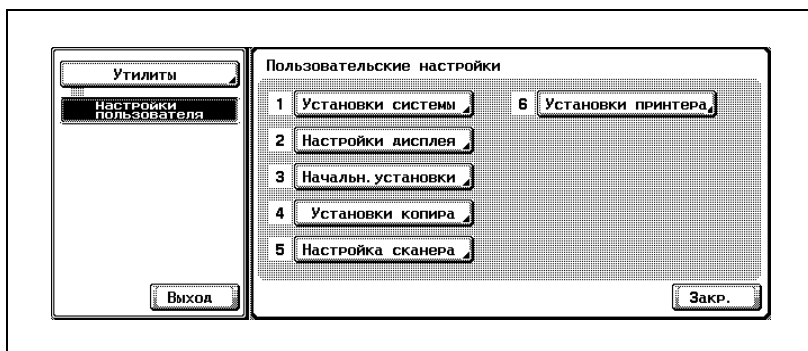 Утилиты
Настройки
пользователя
Выход
Пользовательские настройки
1 Установки системы
2 Настройки дисплея
3 Начальн.установки
4 Установки копира
5 Настройка сканера
6 Установки принтера
Закр.